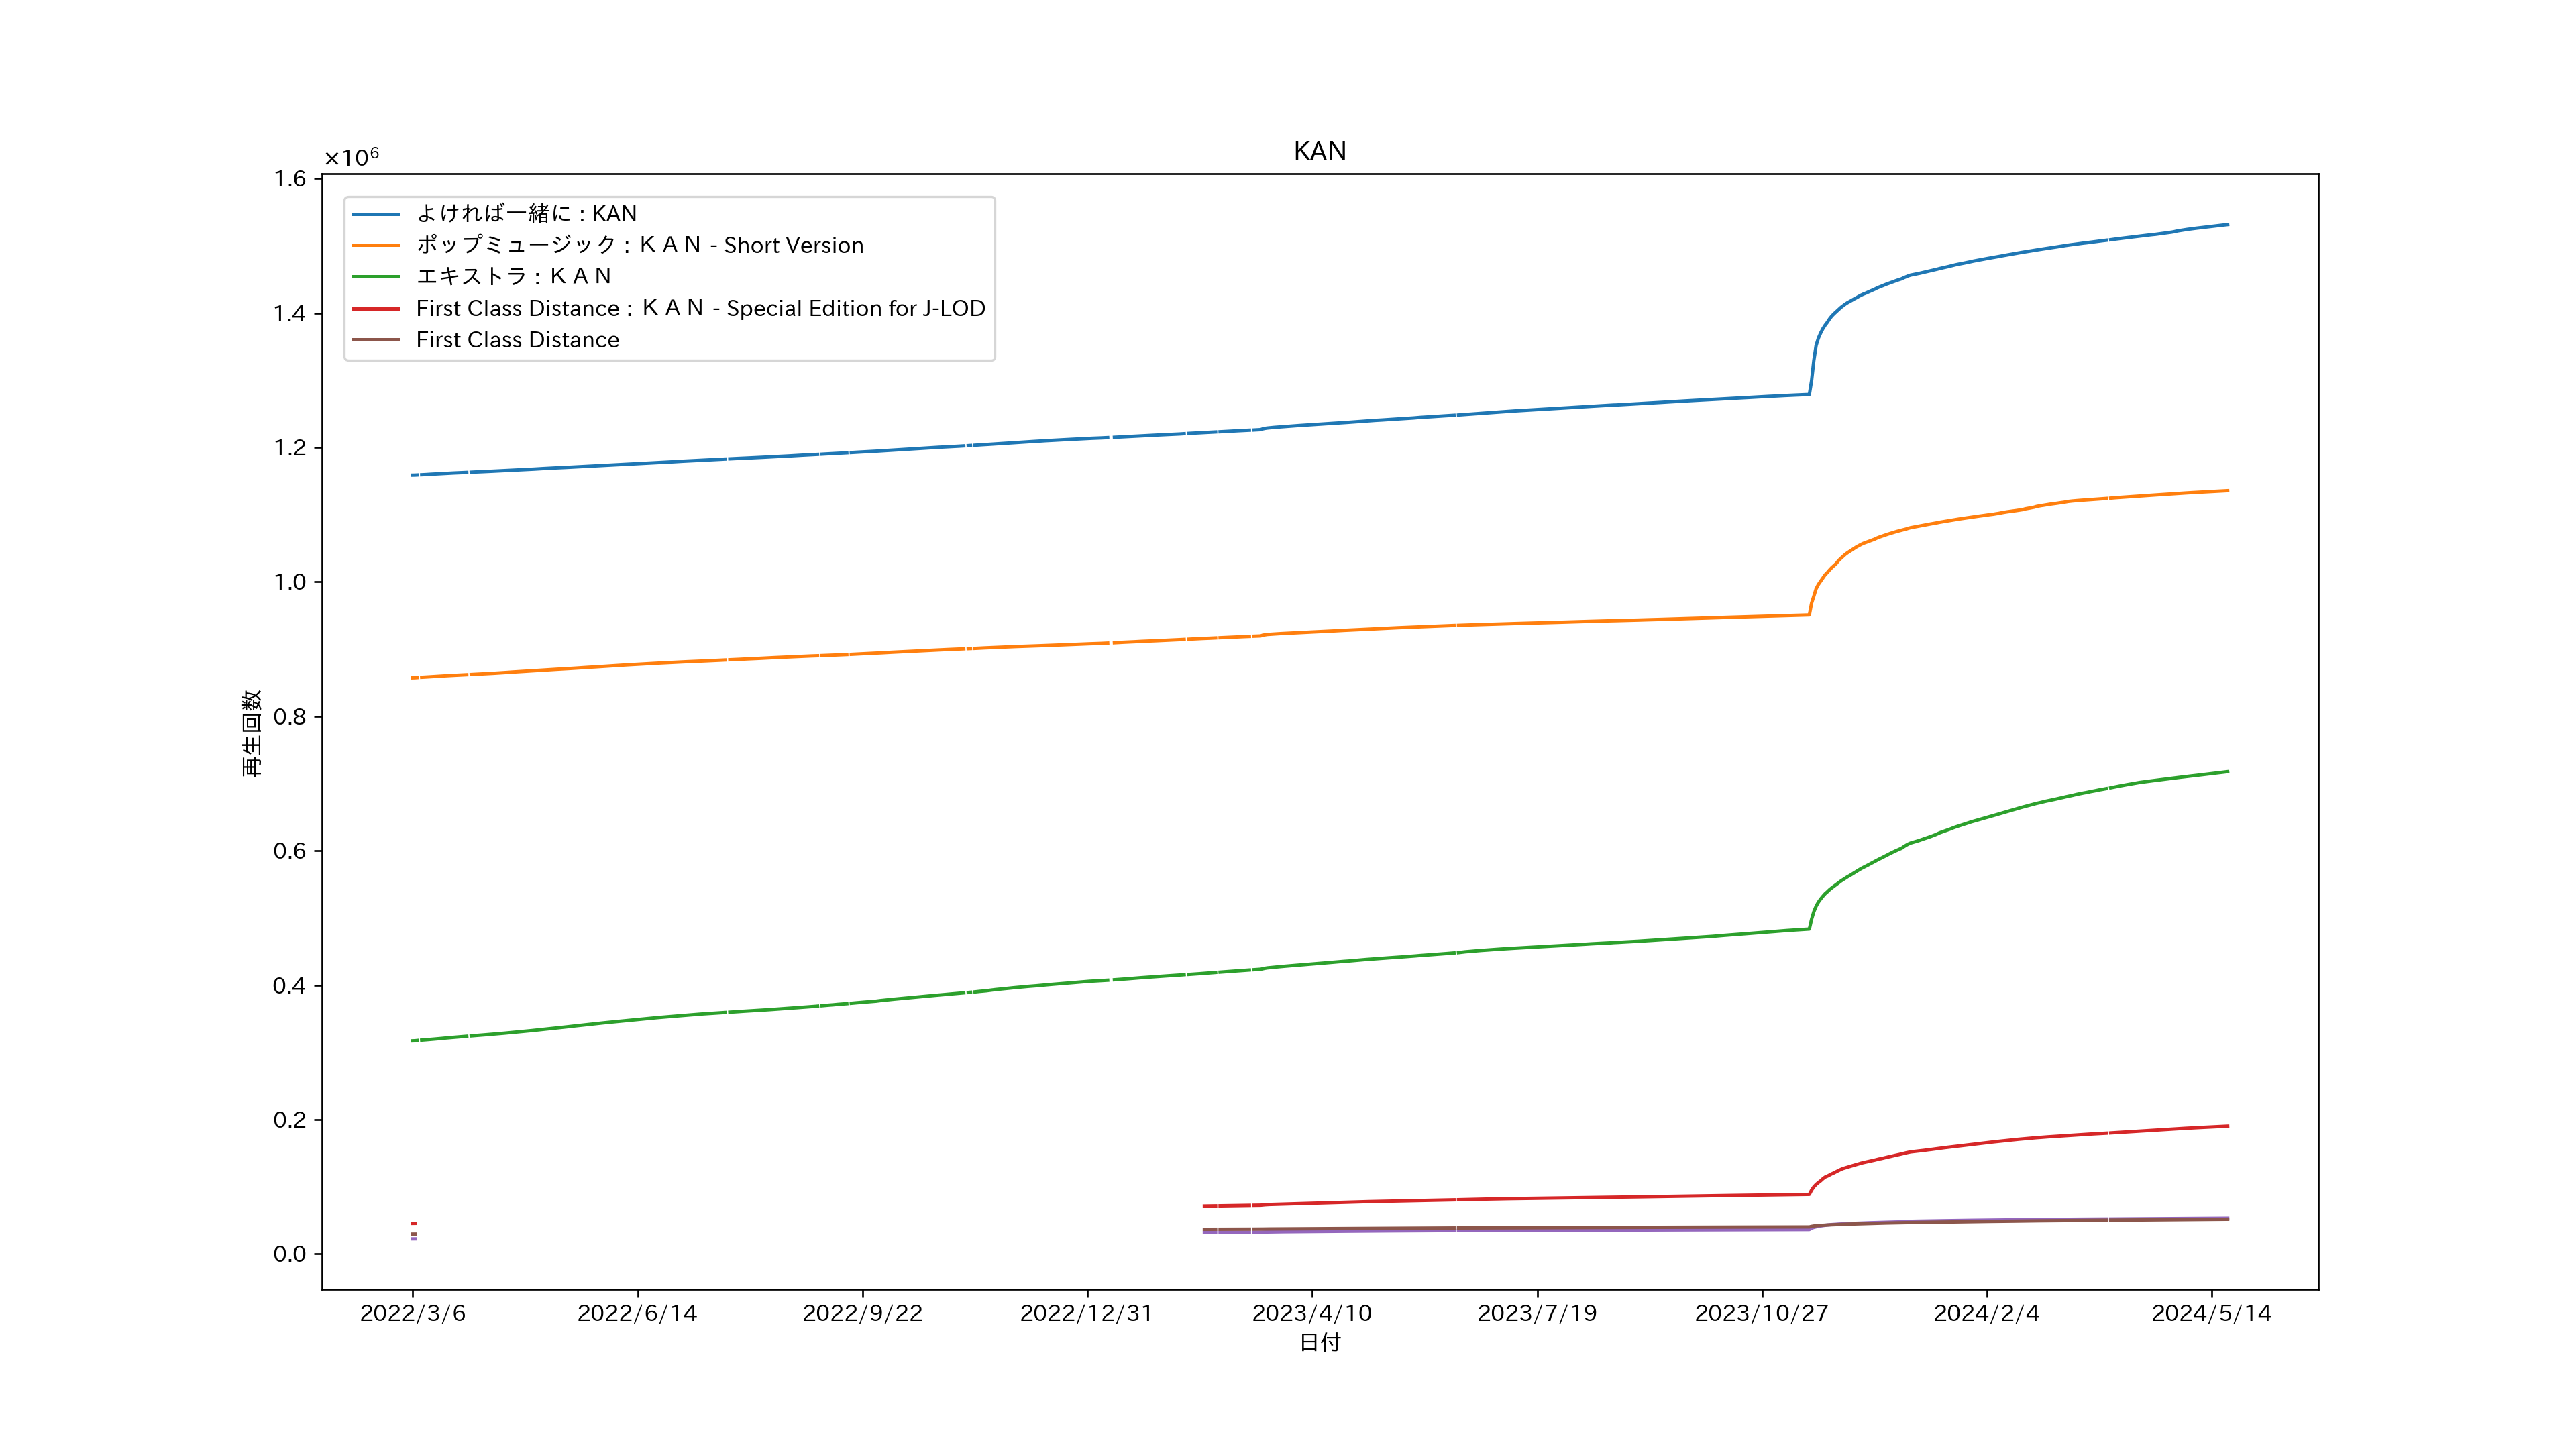 KAN
×10⁶
1.6
1.4
1.2
1.0
0.8
0.6
0.4
0.2
0.0
再生回数
よければ一緒に : KAN
ポップミュージック : ＫＡＮ - Short Version
エキストラ : ＫＡＮ
First Class Distance : ＫＡＮ - Special Edition for J-LOD
First Class Distance
2022/3/6
2022/6/14
2022/9/22
2022/12/31
2023/4/10
2023/7/19
2023/10/27
2024/2/4
2024/5/14
日付